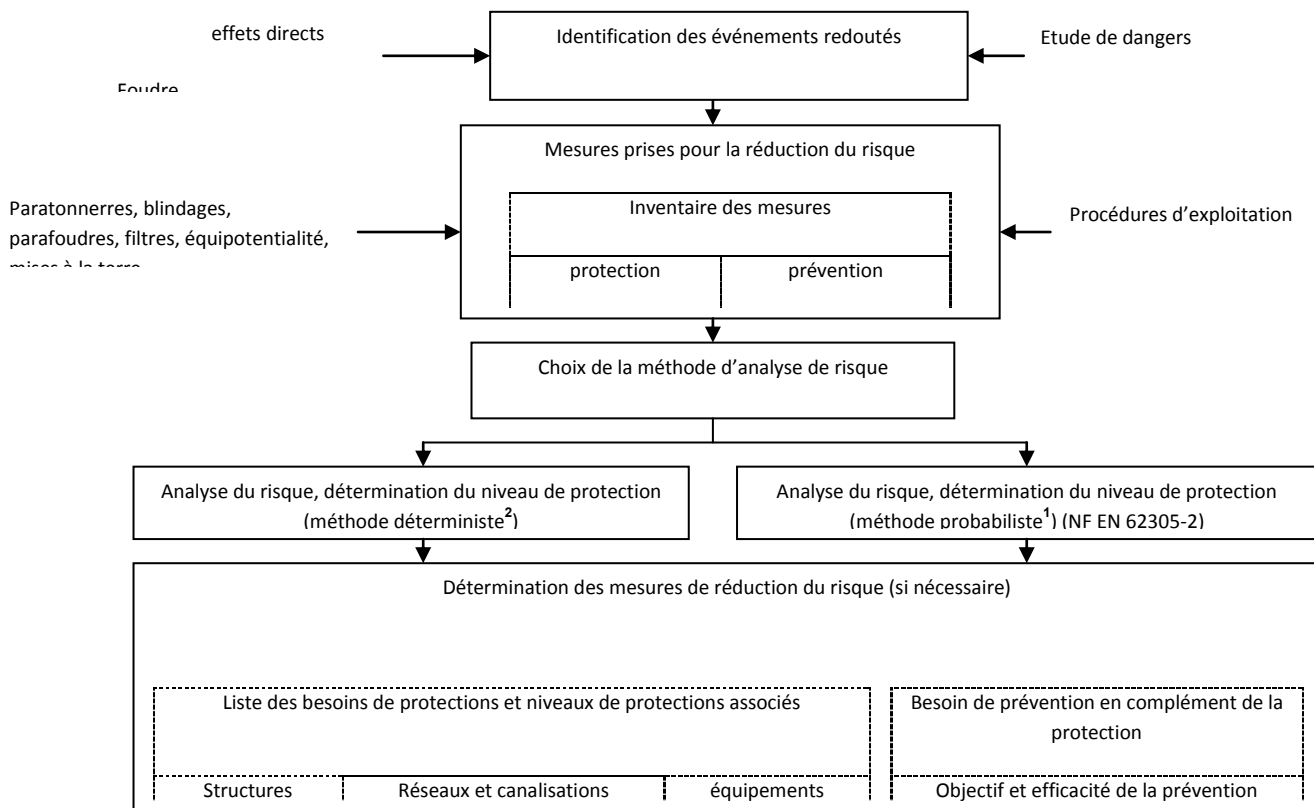 effets directs
Identification des événements redoutés
Etude de dangers
Foudre
Mesures prises pour la réduction du risque
Paratonnerres, blindages,
parafoudres, filtres, équipotentialité,
mises à la terre
Inventaire des mesures
Procédures d’exploitation
protection
prévention
Choix de la méthode d’analyse de risque
Analyse du risque, détermination du niveau de protection
(méthode déterministe²)
Analyse du risque, détermination du niveau de protection
(méthode probabiliste¹) (NF EN 62305-2)
Détermination des mesures de réduction du risque (si nécessaire)
Liste des besoins de protections et niveaux de protections associés
Besoin de prévention en complément de la
protection
Structures
Réseaux et canalisations
équipements
Objectif et efficacité de la prévention